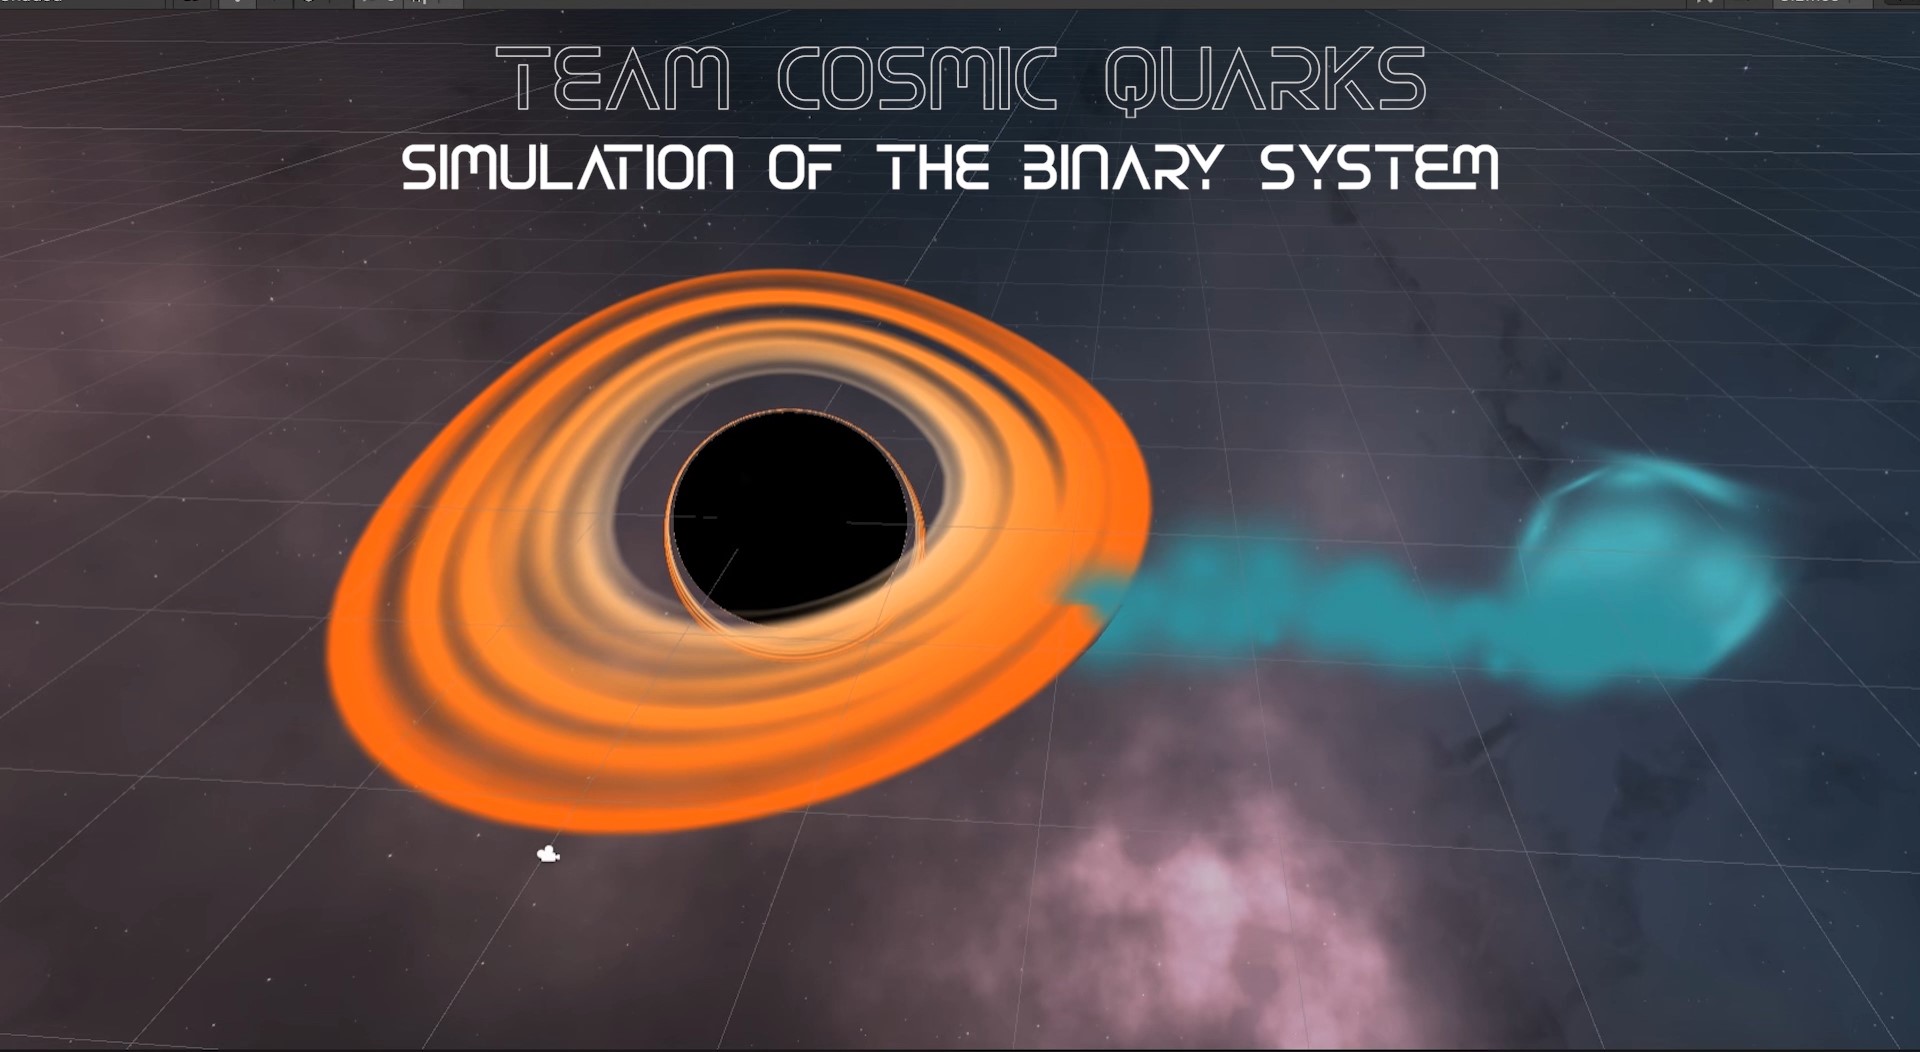 TEAM COSMIC QUARKS
SIMULATION OF THE BINARY SYSTEM